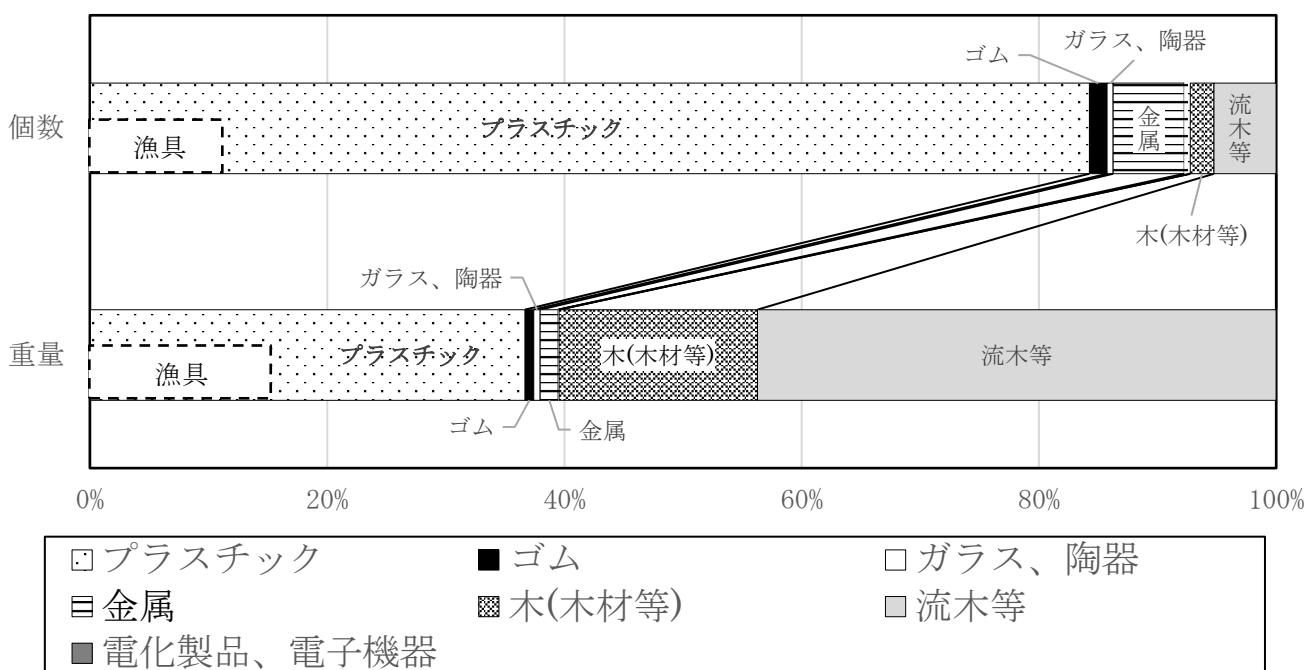 ガラス、陶器
ゴム
個数
プラスチック
漁具
金属
流木等
木(木材等)
ガラス、陶器
重量
プラスチック
漁具
木(木材等)
流木等
ゴム
金属
0% 20% 40% 60% 80% 100%
プラスチック ゴム ガラス、陶器
金属 木(木材等) 流木等
電化製品、電子機器